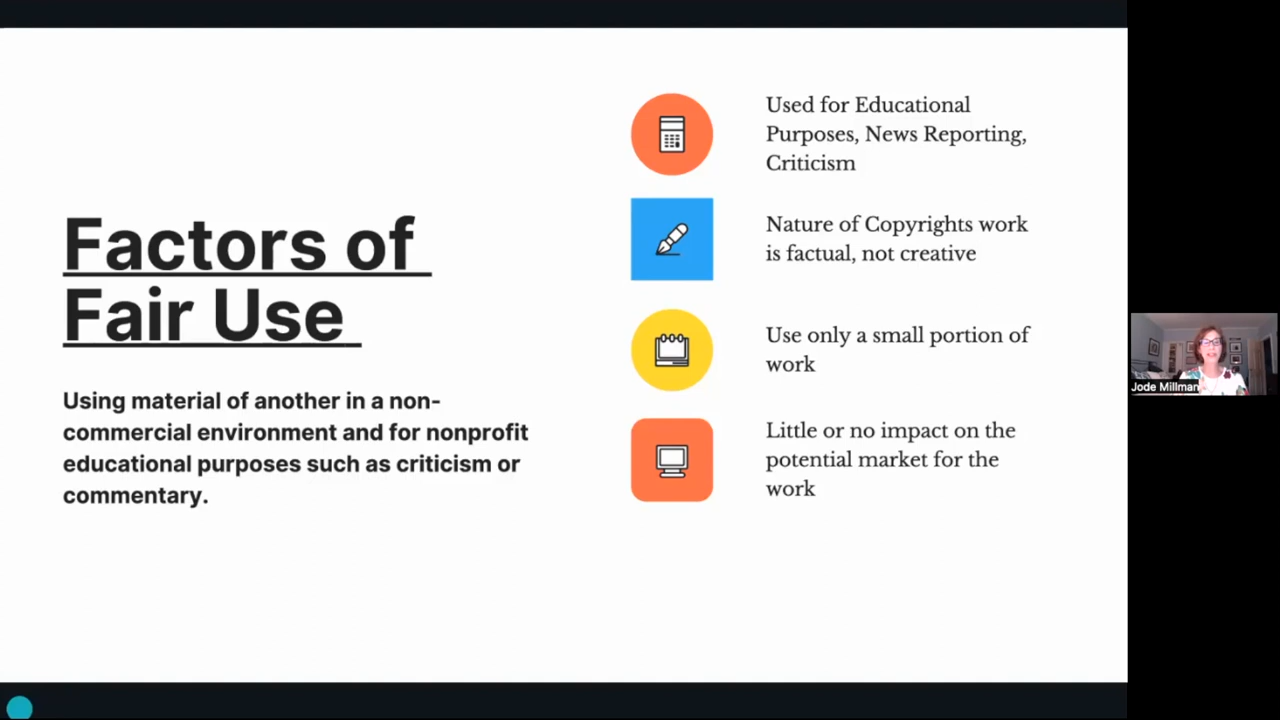 Factors of
Fair Use
Using material of another in a non-
commercial environment and for nonprofit
educational purposes such as criticism or
commentary.
Used for Educational
Purposes, News Reporting,
Criticism
Nature of Copyrights work
is factual, not creative
Use only a small portion of
work
Little or no impact on the
potential market for the
work
Jode Millman